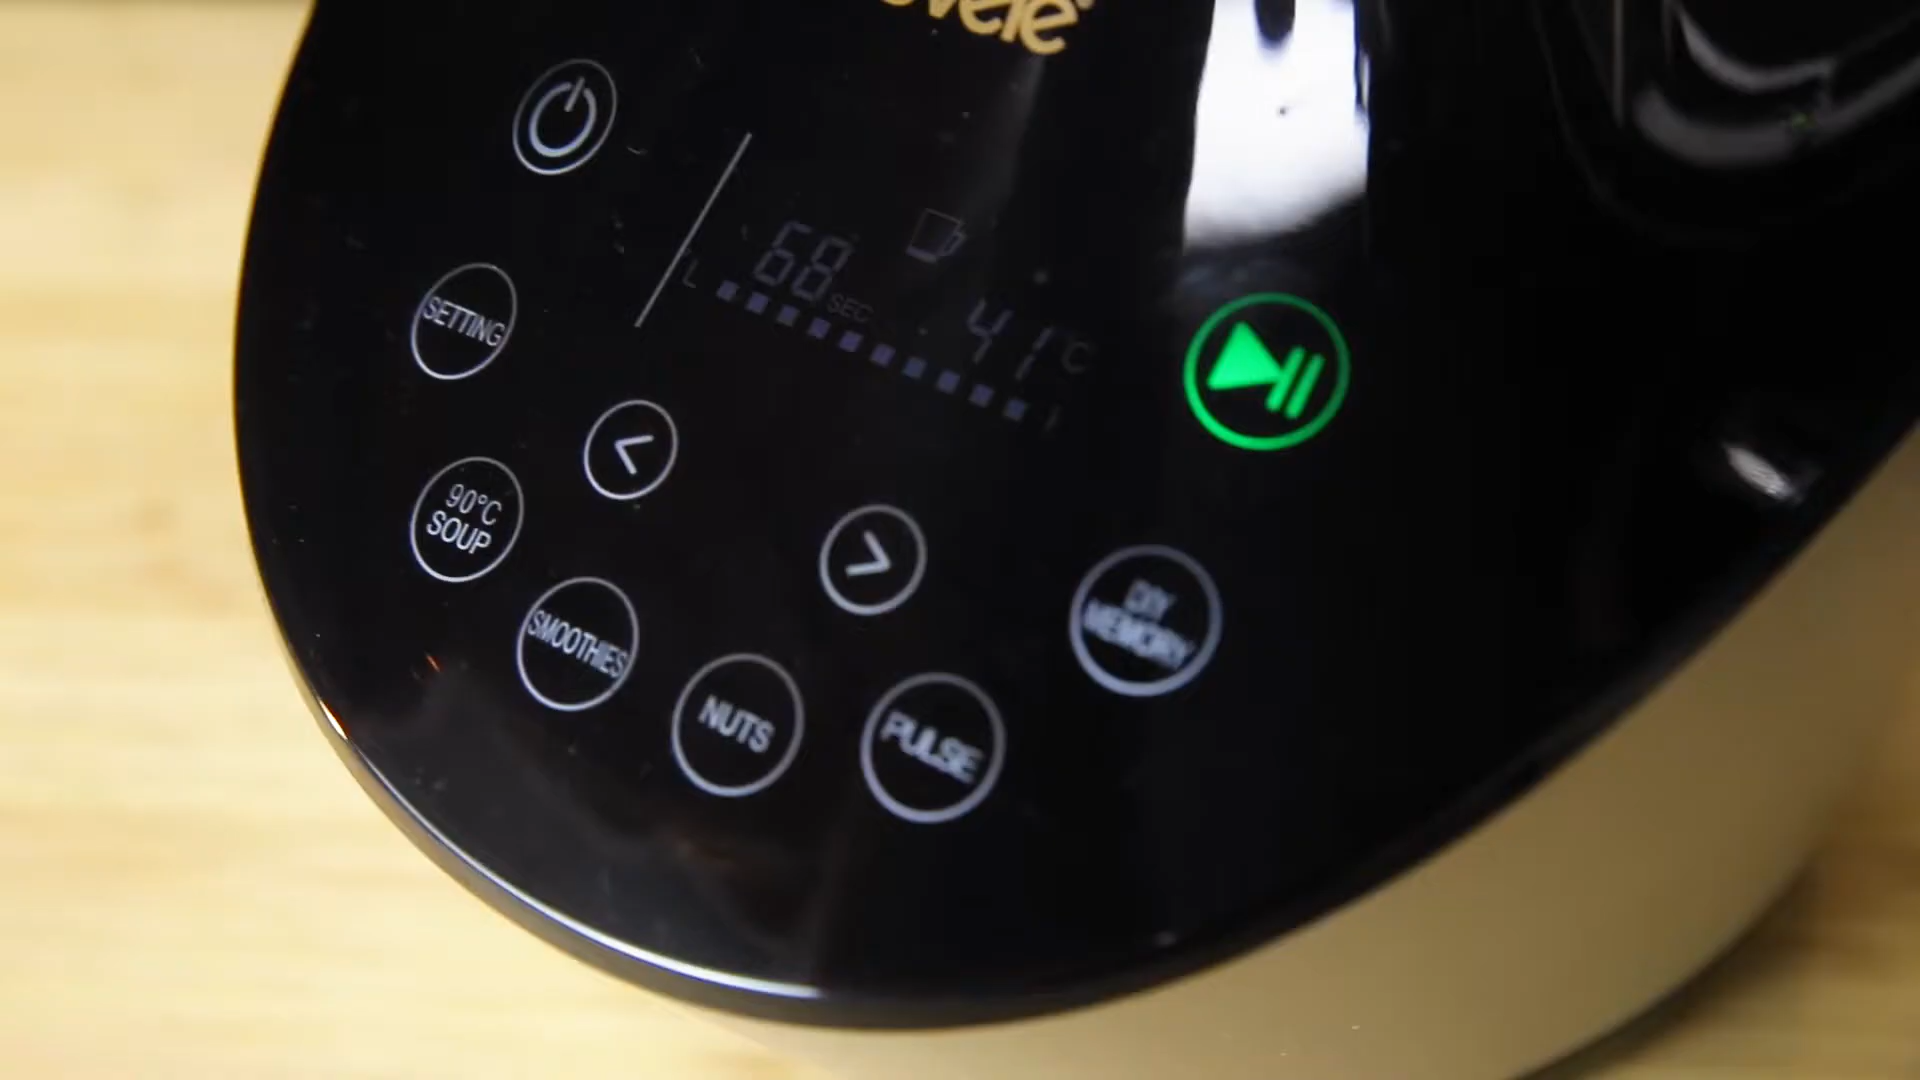 68 SEC
41°C
L
SETTING
<
90°C
SOUP
>
SMOOTHIES
DIY
MEMORY
NUTS
PULSE